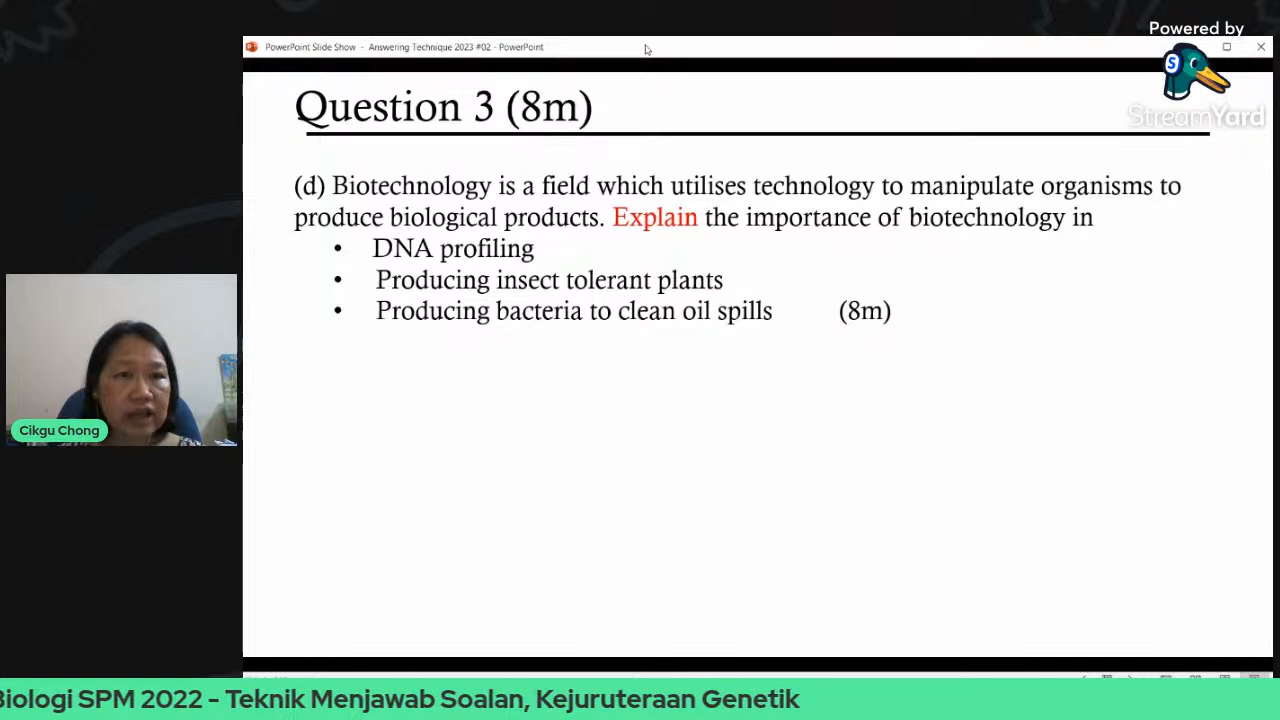 Powered by
StreamYard
PowerPoint Slide Show - Answering Technique 2023 #02 - PowerPoint
Question 3 (8m)
(d) Biotechnology is a field which utilises technology to manipulate organisms to
produce biological products. Explain the importance of biotechnology in
• DNA profiling
• Producing insect tolerant plants
• Producing bacteria to clean oil spills (8m)
Cikgu Chong
Biologi SPM 2022 - Teknik Menjawab Soalan, Kejuruteraan Genetik